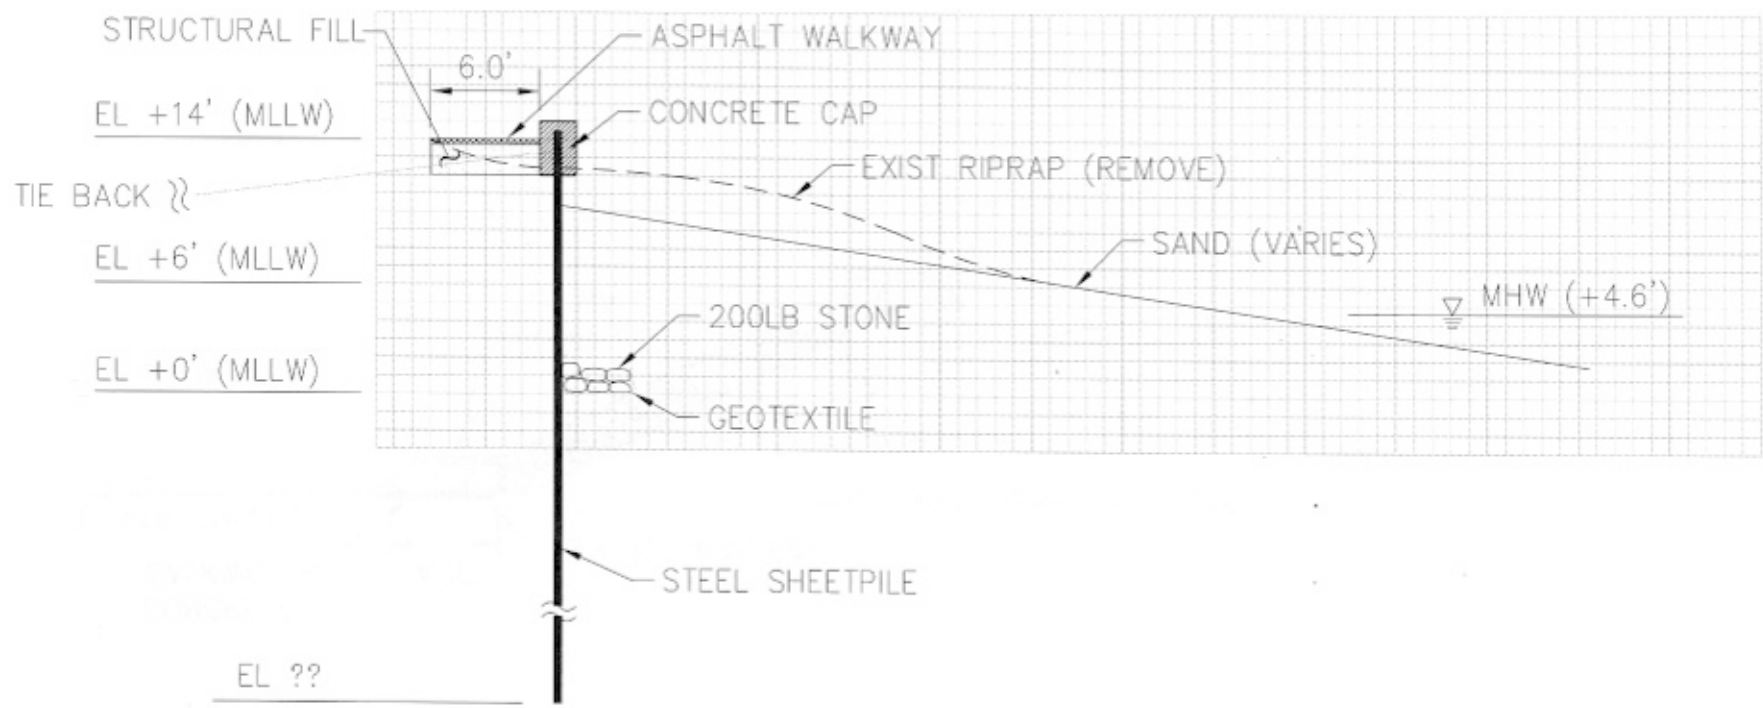 STRUCTURAL FILL
ASPHALT WALKWAY
6.0'
EL +14' (MLLW)
CONCRETE CAP
EXIST RIPRAP (REMOVE)
TIE BACK
SAND (VARIES)
EL +6' (MLLW)
MHW (+4.6')
200LB STONE
EL +0' (MLLW)
GEOTEXTILE
STEEL SHEETPILE
EL ??